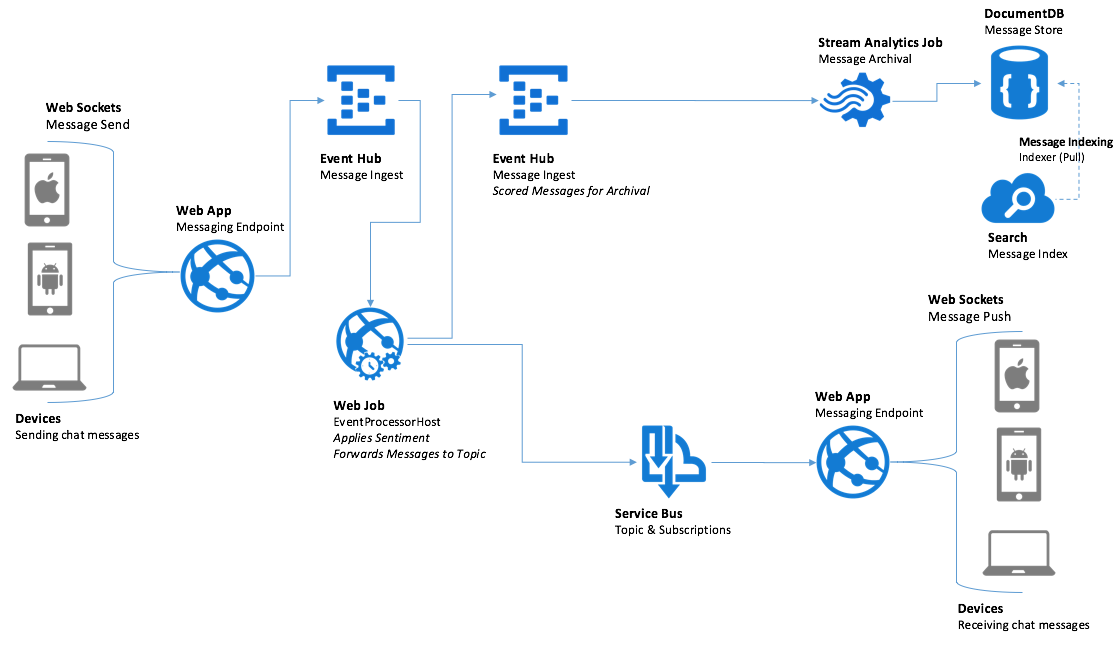 DocumentDB
Message Store
Stream Analytics Job
Message Archival
Web Sockets
Message Send
Message Indexing
Indexer (Pull)
Event Hub
Message Ingest
Event Hub
Message Ingest
Scored Messages for Archival
Web App
Messaging Endpoint
Search
Message Index
Web Sockets
Message Push
Web App
Messaging Endpoint
Web Job
EventProcessorHost
Applies Sentiment
Forwards Messages to Topic
Devices
Sending chat messages
Service Bus
Topic & Subscriptions
Devices
Receiving chat messages